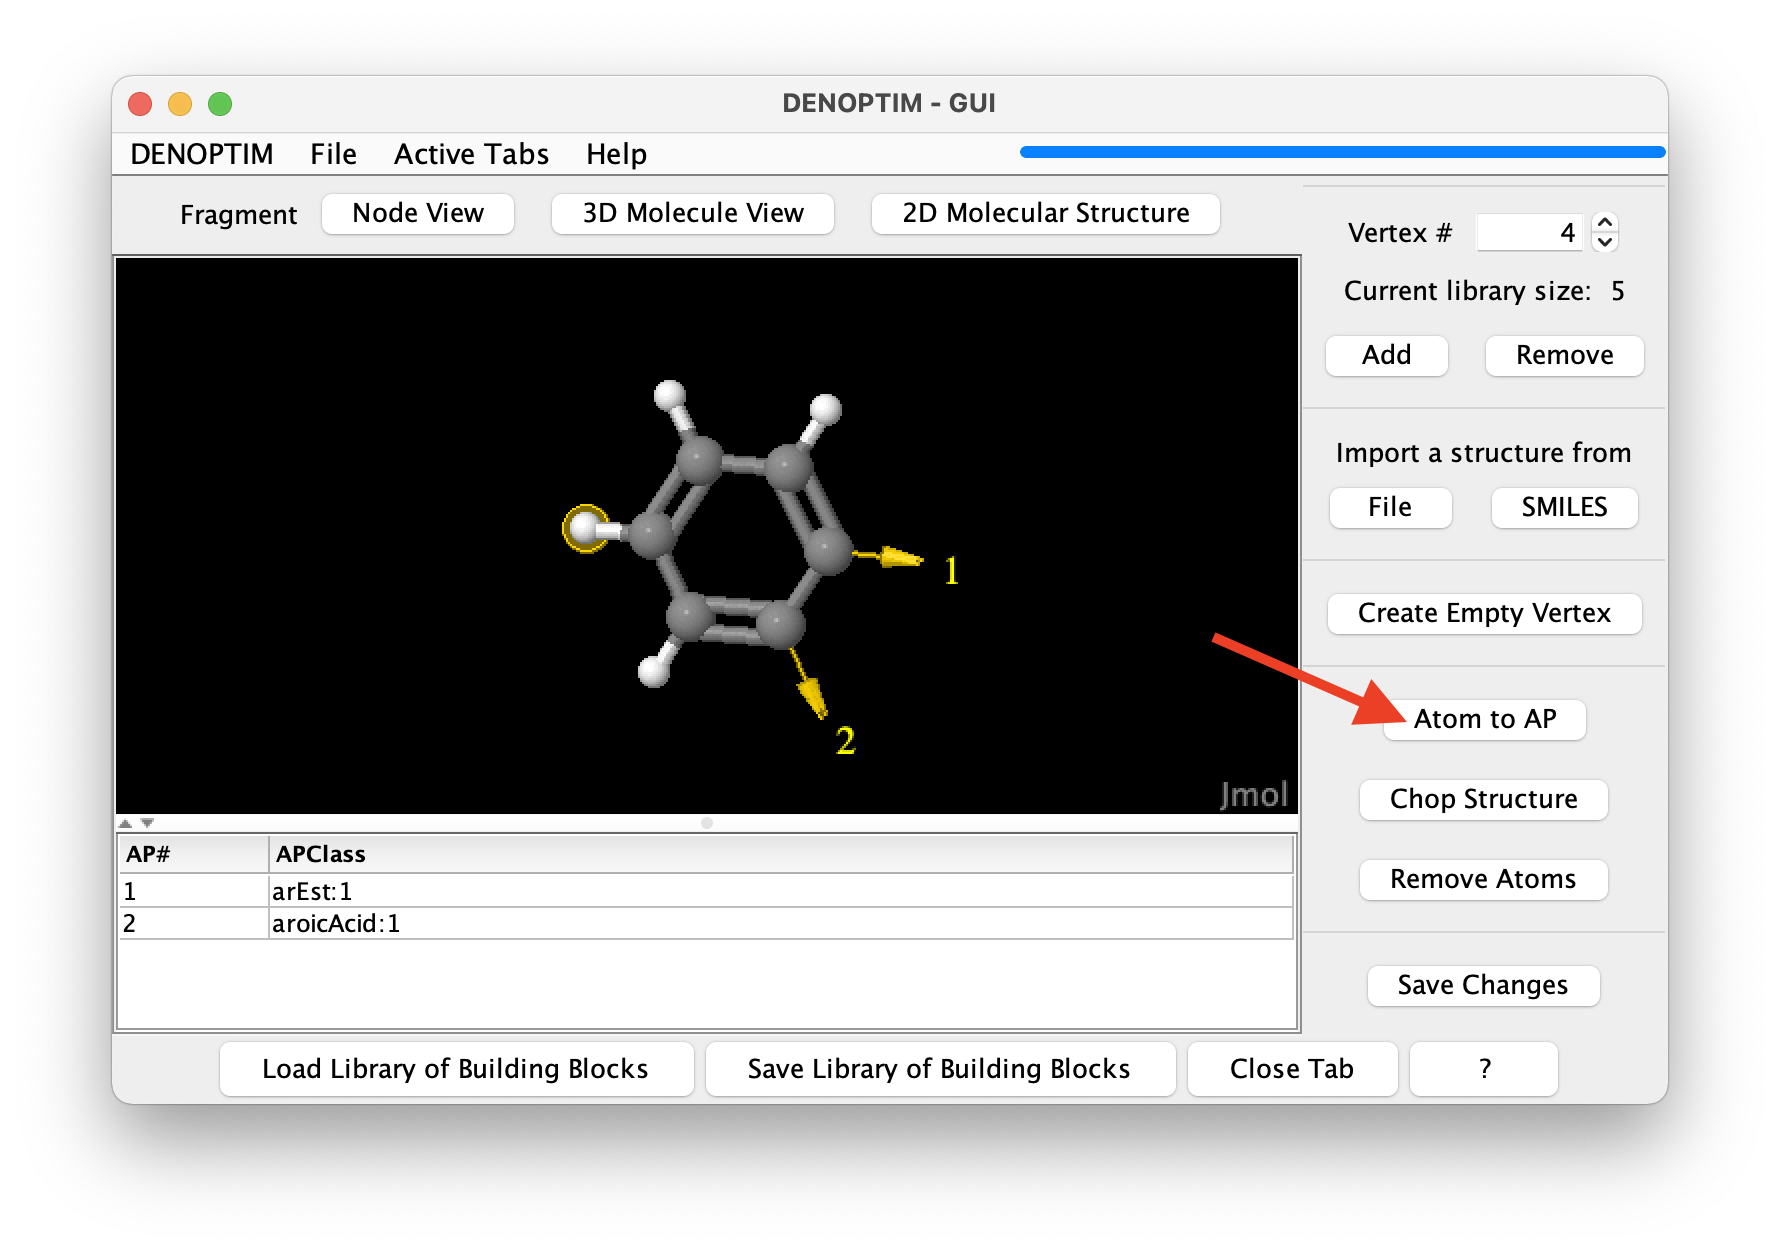 DENOPTIM - GUI
DENOPTIM File Active Tabs Help
Fragment Node View 3D Molecule View 2D Molecular Structure
Vertex # 4
Current library size: 5
Add Remove
Import a structure from
File SMILES
Create Empty Vertex
Atom to AP
Chop Structure
Remove Atoms
Save Changes
1
2
Jmol
AP# APClass
1 arEst:1
2 aroicAcid:1
Load Library of Building Blocks Save Library of Building Blocks Close Tab ?